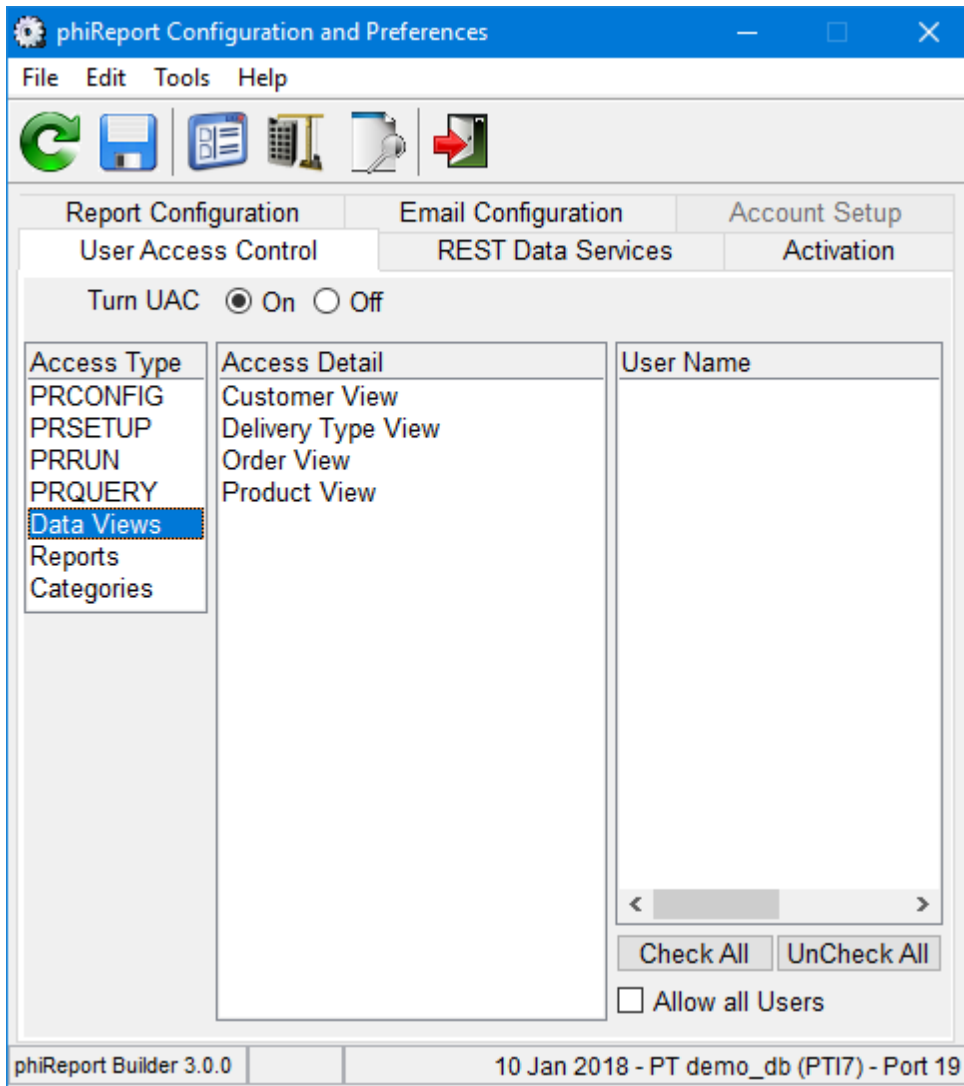 phiReport Configuration and Preferences
File Edit Tools Help
Report Configuration Email Configuration Account Setup
User Access Control REST Data Services Activation
Turn UAC On Off
Access Type Access Detail User Name
PRCONFIG Customer View
PRSETUP Delivery Type View
PRRUN Order View
PRQUERY Product View
Data Views
Reports
Categories
Check All UnCheck All
Allow all Users
phiReport Builder 3.0.0 10 Jan 2018 - PT demo_db (PTI7) - Port 19